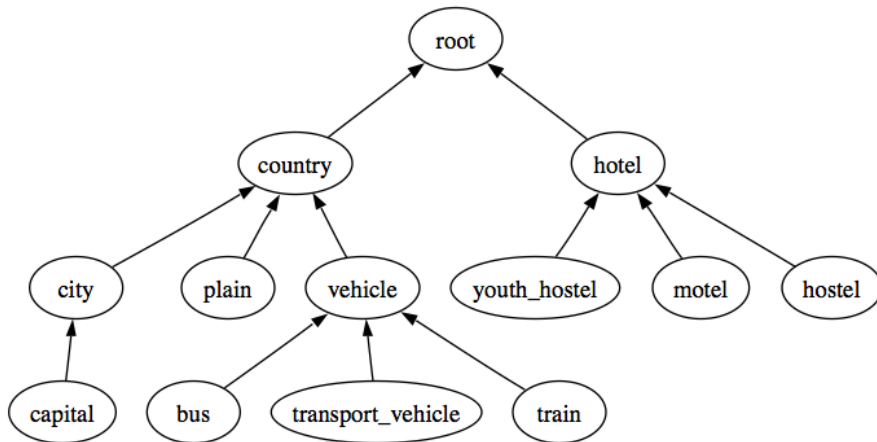 root
country
hotel
city
plain
vehicle
youth_hostel
motel
hostel
capital
bus
transport_vehicle
train